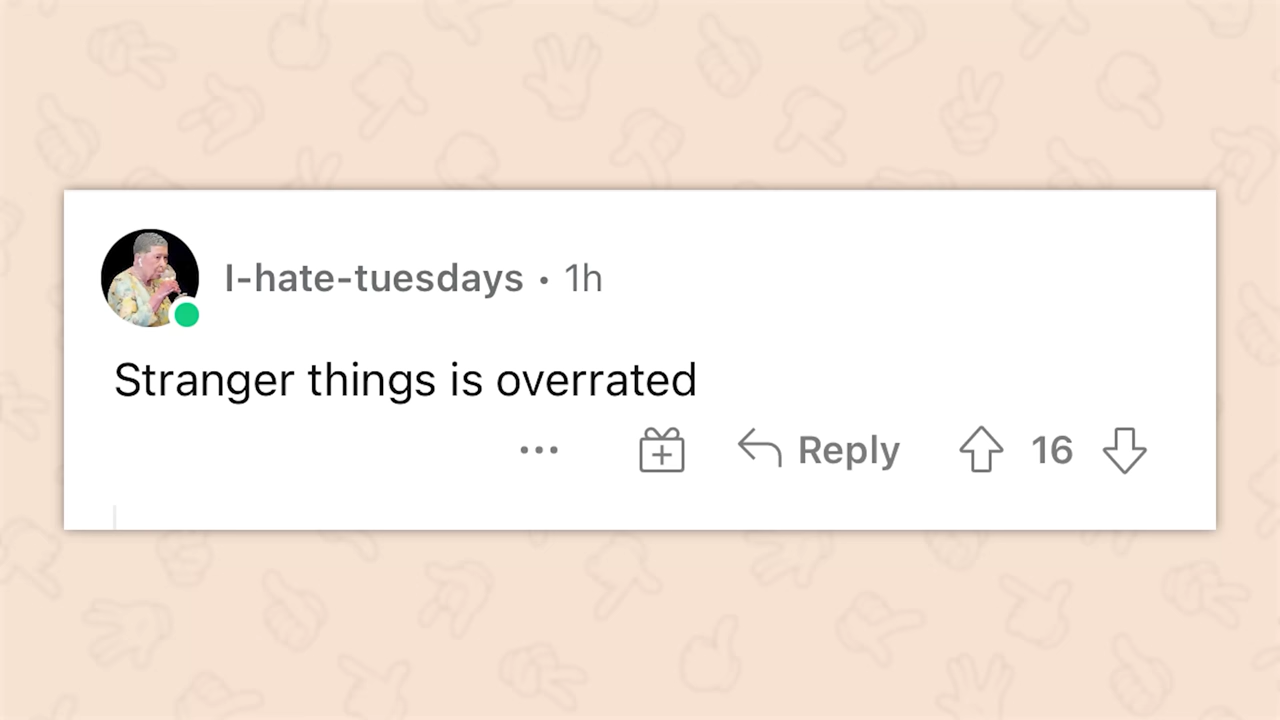 I-hate-tuesdays • 1h
Stranger things is overrated
••• Reply 16